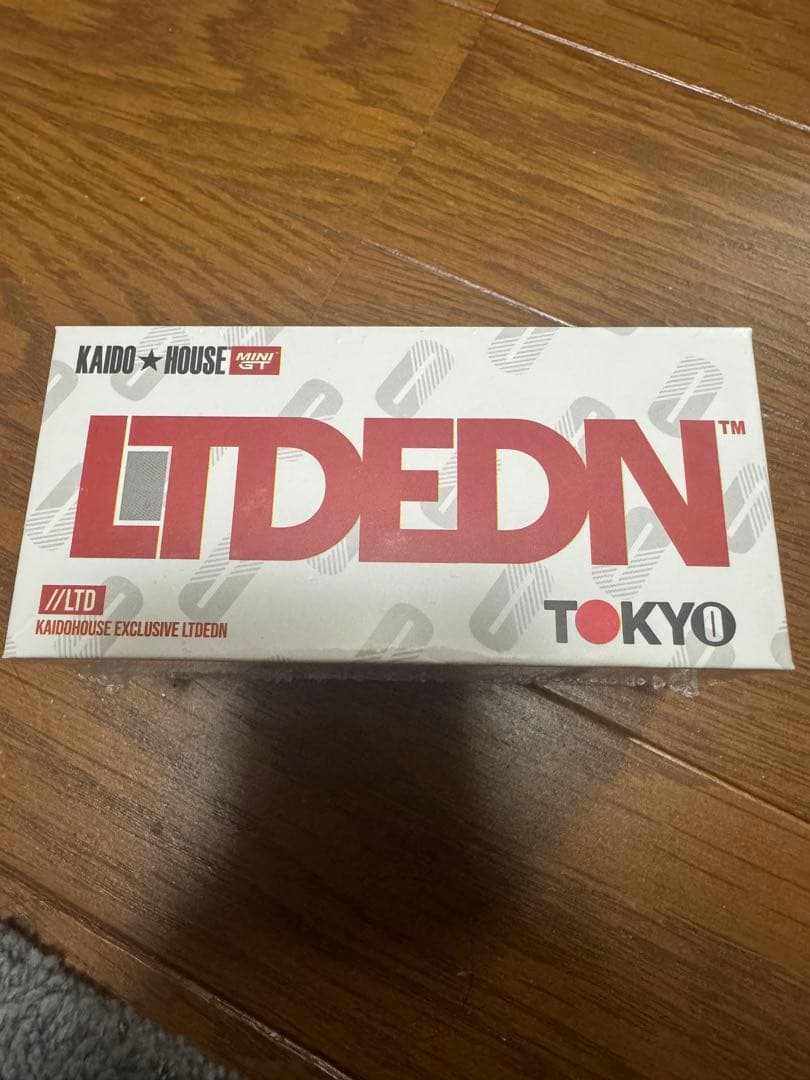 KAIDO★HOUSE MINI GT
LTDEDN™
//LTD
KAIDOHOUSE EXCLUSIVE LTDEDN
TOKYO